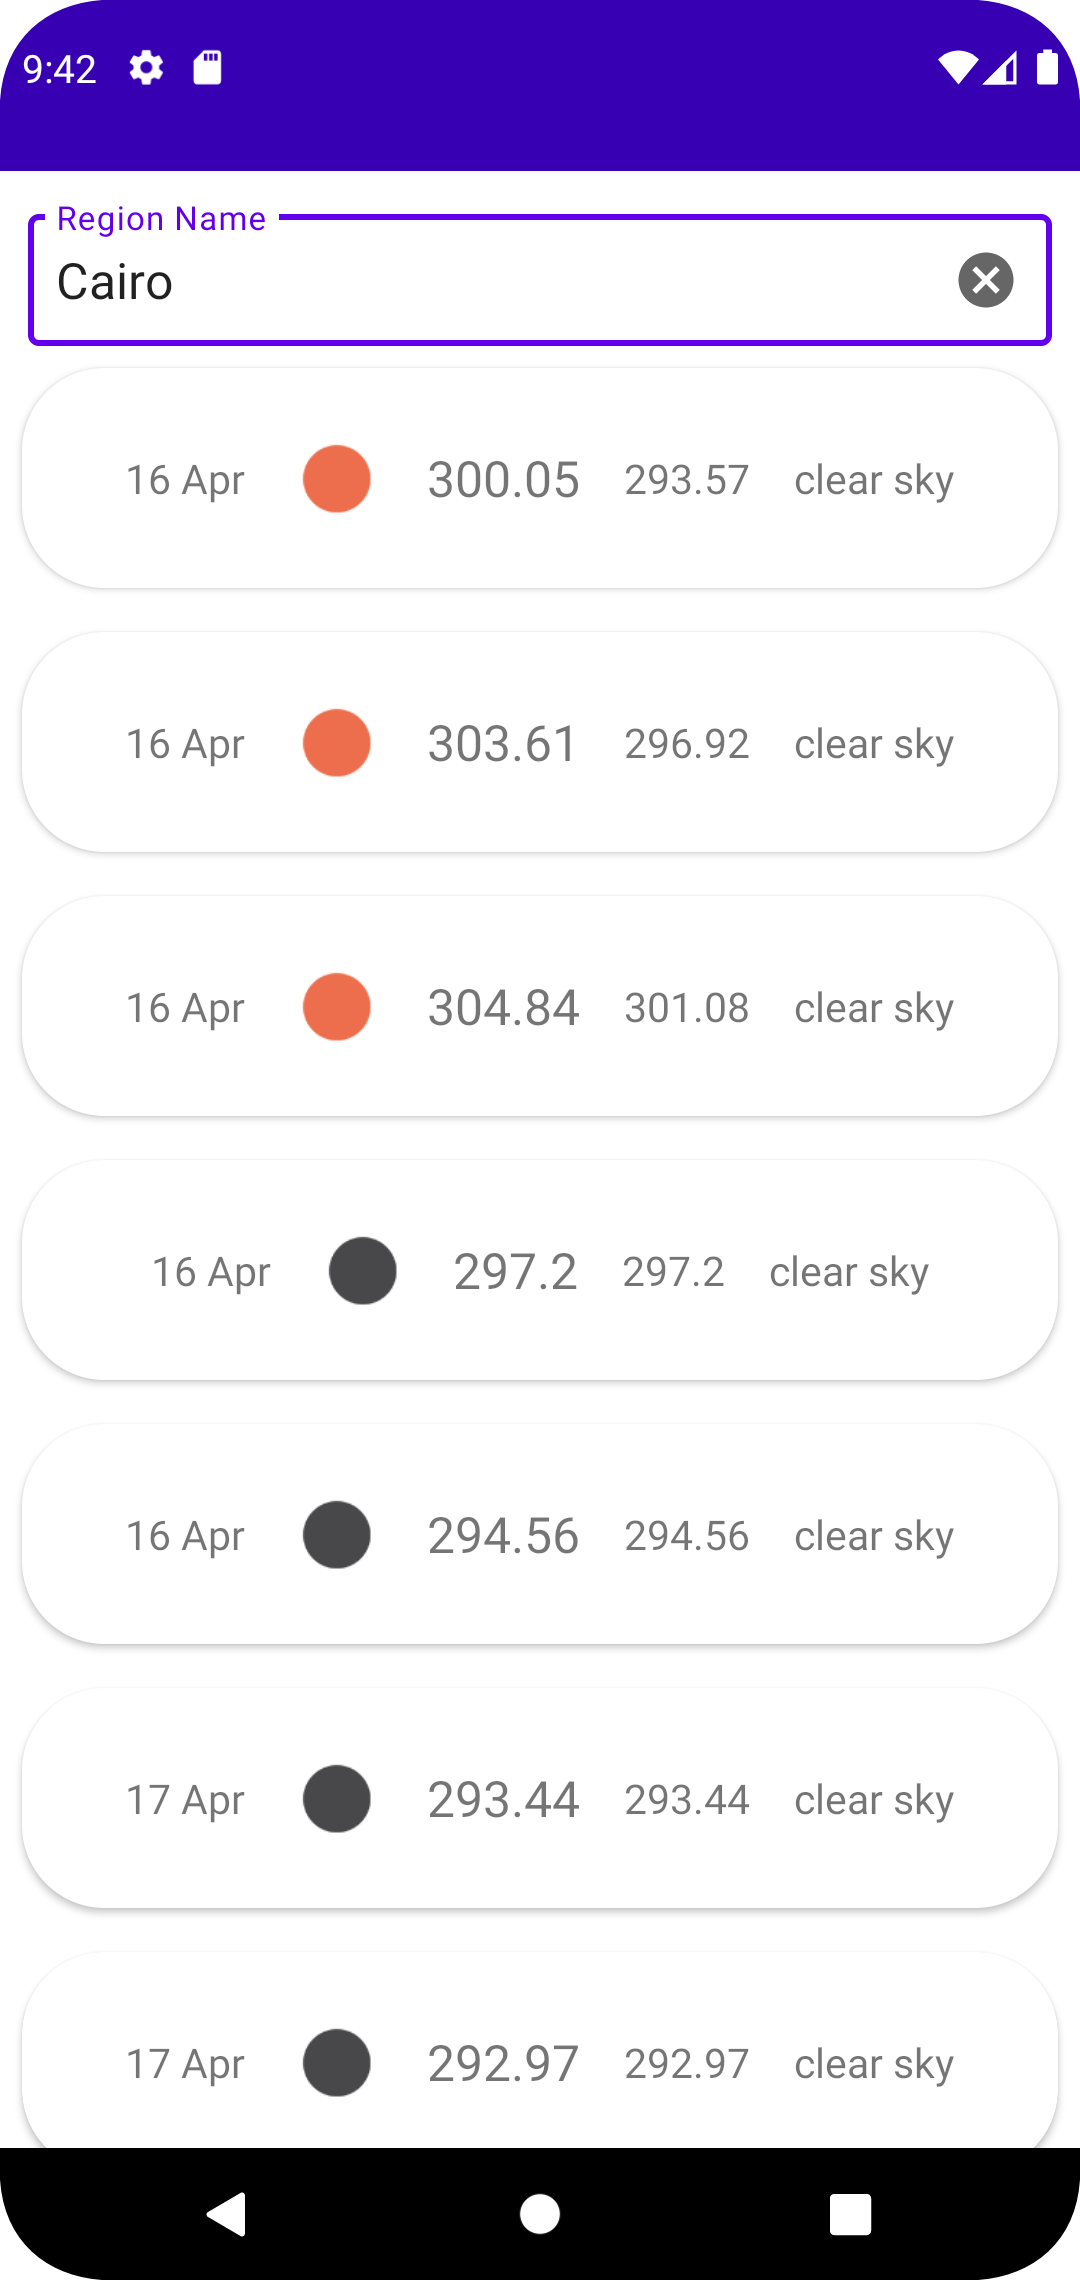 9:42
Region Name
Cairo
16 Apr 300.05 293.57 clear sky
16 Apr 303.61 296.92 clear sky
16 Apr 304.84 301.08 clear sky
16 Apr 297.2 297.2 clear sky
16 Apr 294.56 294.56 clear sky
17 Apr 293.44 293.44 clear sky
17 Apr 292.97 292.97 clear sky